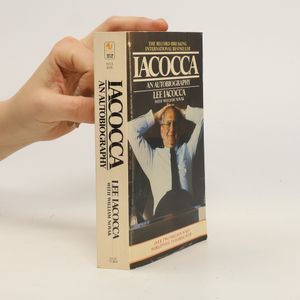 THE RECORD-BREAKING
INTERNATIONAL BESTSELLER
IACOCCA
AN AUTOBIOGRAPHY
LEE IACOCCA
WITH WILLIAM NOVAK
IACOCCA
AN AUTOBIOGRAPHY
LEE IACOCCA
WITH WILLIAM NOVAK